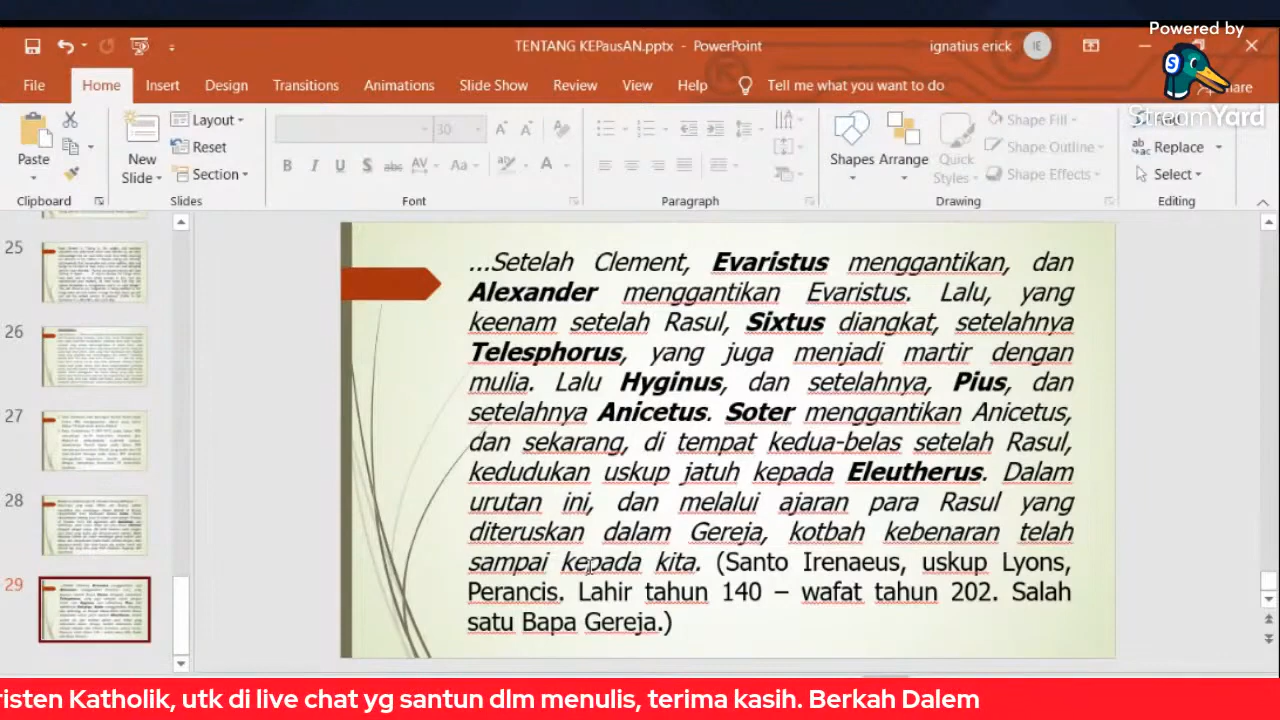 Powered by
TENTANG KEPausAN.pptx - PowerPoint
ignatius erick
IE
File
Home
Insert
Design
Transitions
Animations
Slide Show
Review
View
Help
Tell me what you want to do
StreamYard
Paste
New
Slide
Layout
Reset
Section
30
Shapes
Arrange
Quick
Styles
Shape Fill
Shape Outline
Shape Effects
Replace
Select
Clipboard
Slides
Font
Paragraph
Drawing
Editing
25
26
27
28
29
...Setelah Clement, Evaristus menggantikan, dan
Alexander menggantikan Evaristus. Lalu, yang
keenam setelah Rasul, Sixtus diangkat, setelahnya
Telesphorus, yang juga menjadi martir dengan
mulia. Lalu Hyginus, dan setelahnya, Pius, dan
setelahnya Anicetus. Soter menggantikan Anicetus,
dan sekarang, di tempat kedua-belas setelah Rasul,
kedudukan uskup jatuh kepada Eleutherus. Dalam
urutan ini, dan melalui ajaran para Rasul yang
diteruskan dalam Gereja, kotbah kebenaran telah
sampai kepada kita. (Santo Irenaeus, uskup Lyons,
Perancis. Lahir tahun 140 – wafat tahun 202. Salah
satu Bapa Gereja.)
risten Katholik, utk di live chat yg santun dlm menulis, terima kasih. Berkah Dalem